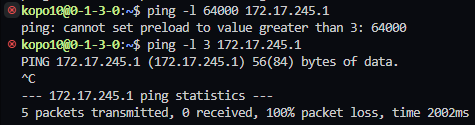 kopo10@0-1-3-0:~$ ping -l 64000 172.17.245.1
ping: cannot set preload to value greater than 3: 64000
kopo10@0-1-3-0:~$ ping -l 3 172.17.245.1
PING 172.17.245.1 (172.17.245.1) 56(84) bytes of data.
^C
--- 172.17.245.1 ping statistics ---
5 packets transmitted, 0 received, 100% packet loss, time 2002ms